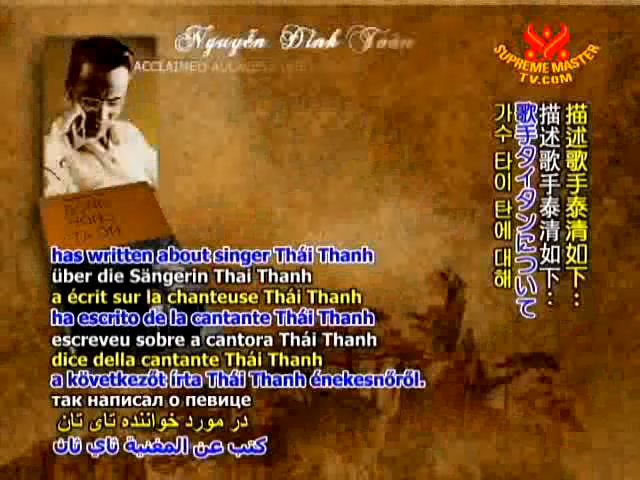 Nguyễn Đình Toàn
SUPREME MASTER
TV.COM
has written about singer Thái Thanh
über die Sängerin Thai Thanh
a écrit sur la chanteuse Thái Thanh
ha escrito de la cantante Thái Thanh
escreveu sobre a cantora Thái Thanh
dice della cantante Thái Thanh
a következőt írta Thái Thanh énekesnőről.
так написал о певице
در مورد خواننده تای تان
كتب عن المغنية ثاي ثان
描述歌手泰清如下…
描述歌手泰清如下…
歌手タイタンについて
가수 타이 탄에 대해